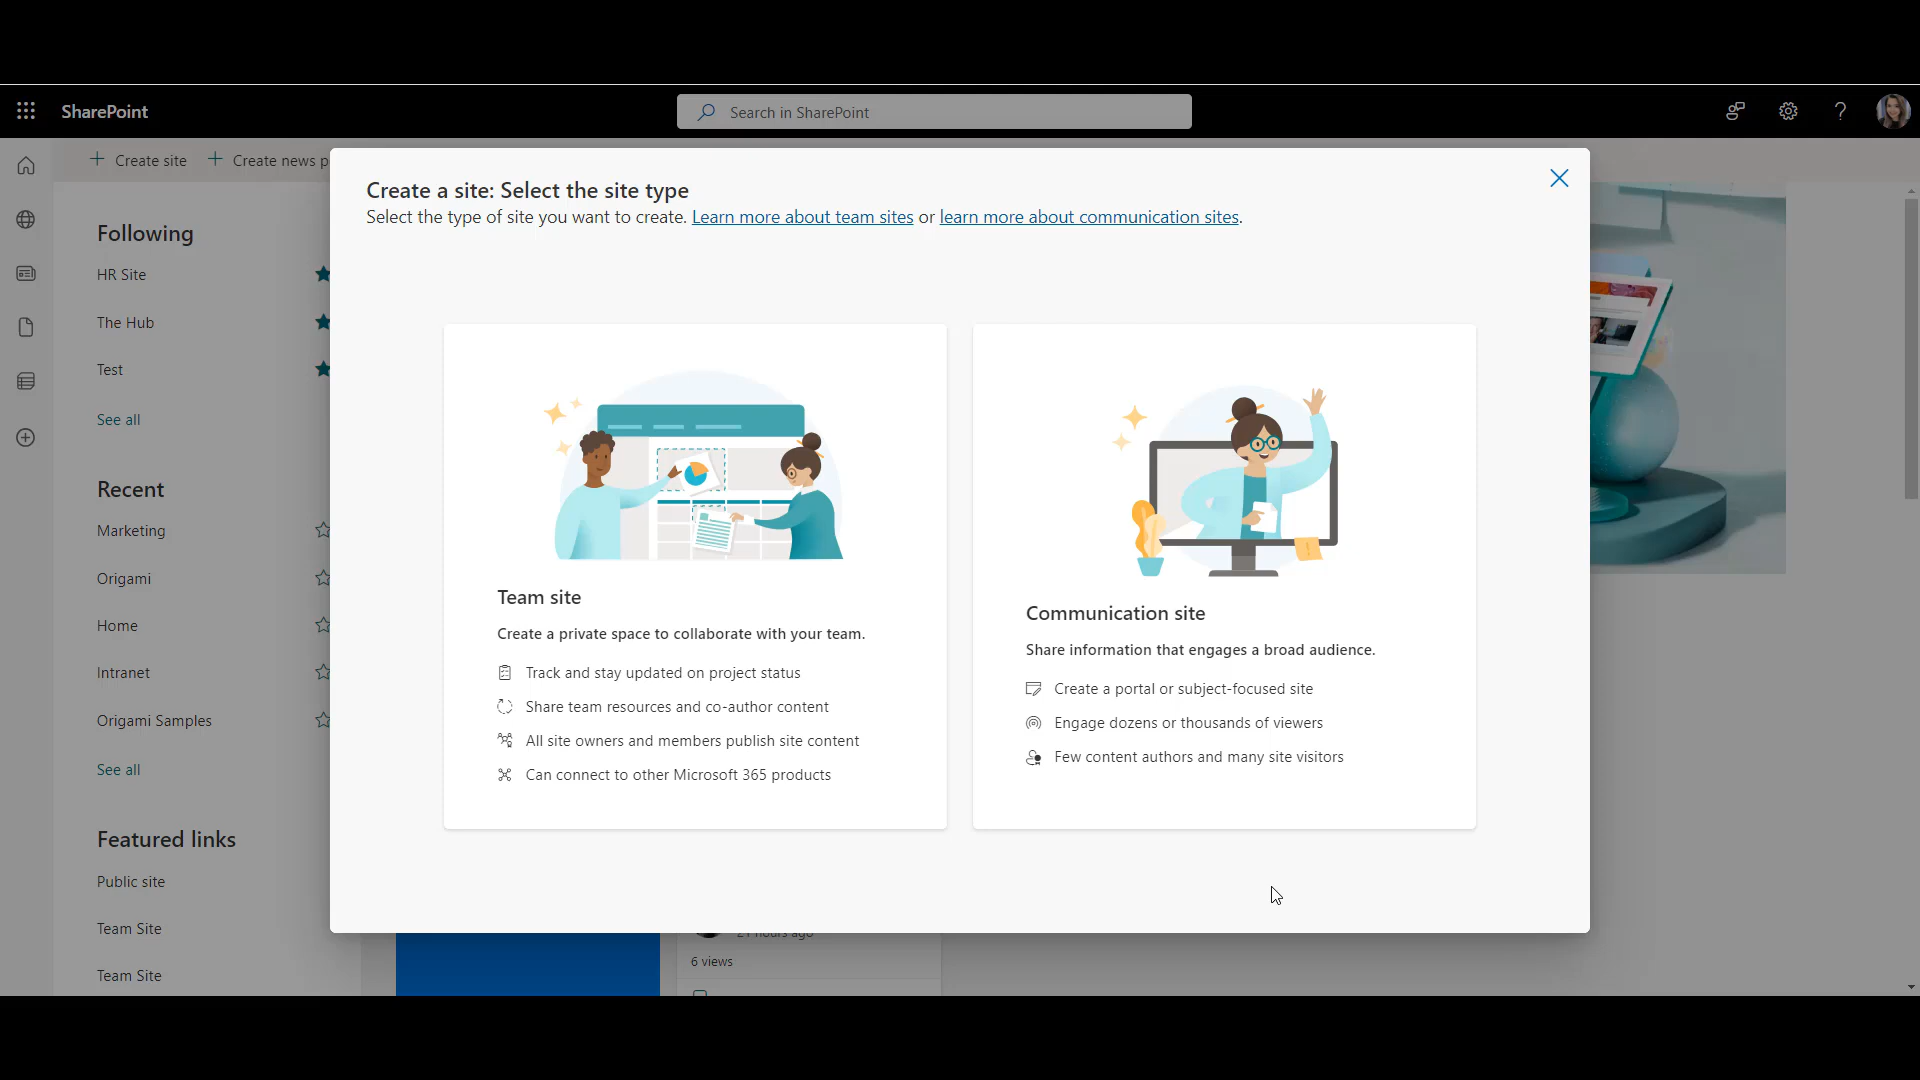 SharePoint
Search in SharePoint
?
Create site
Create news p
Create a site: Select the site type
Select the type of site you want to create. Learn more about team sites or learn more about communication sites.
Following
HR Site
The Hub
Test
See all
Recent
Marketing
Origami
Home
Intranet
Origami Samples
See all
Featured links
Public site
Team Site
Team Site
Team site
Create a private space to collaborate with your team.
Track and stay updated on project status
Share team resources and co-author content
All site owners and members publish site content
Can connect to other Microsoft 365 products
Communication site
Share information that engages a broad audience.
Create a portal or subject-focused site
Engage dozens or thousands of viewers
Few content authors and many site visitors
hours ago
6 views